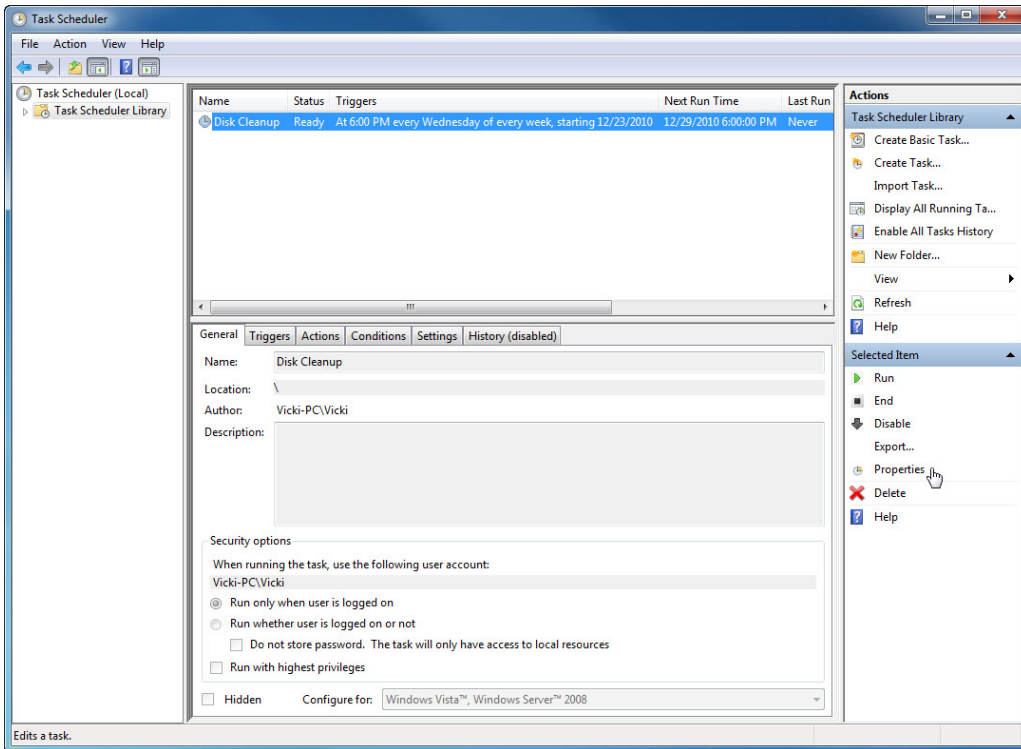 Task Scheduler
File Action View Help
Task Scheduler (Local)
Task Scheduler Library
Name Status Triggers Next Run Time Last Run
Disk Cleanup Ready At 6:00 PM every Wednesday of every week, starting 12/23/2010 12/29/2010 6:00:00 PM Never
General Triggers Actions Conditions Settings History (disabled)
Name: Disk Cleanup
Location: \
Author: Vicki-PC\Vicki
Description:
Security options
When running the task, use the following user account:
Vicki-PC\Vicki
Run only when user is logged on
Run whether user is logged on or not
Do not store password. The task will only have access to local resources
Run with highest privileges
Hidden Configure for: Windows Vista™, Windows Server™ 2008
Actions
Task Scheduler Library
Create Basic Task...
Create Task...
Import Task...
Display All Running Ta...
Enable All Tasks History
New Folder...
View
Refresh
Help
Selected Item
Run
End
Disable
Export...
Properties
Delete
Help
Edits a task.